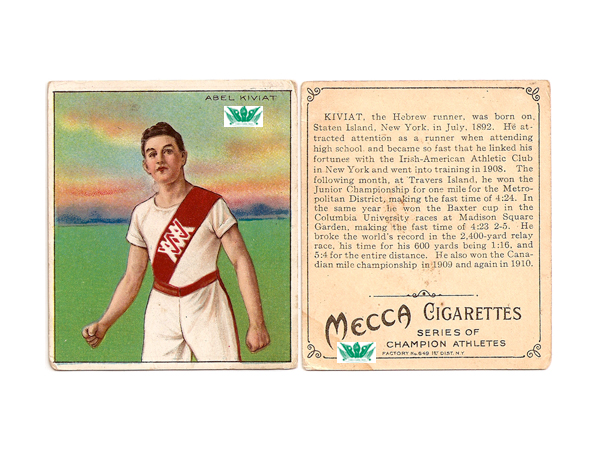 ABEL KIVIAT
KIVIAT, the Hebrew runner, was born on
Staten Island, New York, in July, 1892. He at-
tracted attention as a runner when attending
high school, and became so fast that he linked his
fortunes with the Irish-American Athletic Club
in New York and went into training in 1908. The
following month, at Travers Island, he won the
Junior Championship for one mile for the Metro-
politan District, making the fast time of 4:24. In
the same year he won the Baxter cup in the
Columbia University races at Madison Square
Garden, making the fast time of 4:23 2-5. He
broke the world's record in the 2,400-yard relay
race, his time for his 600 yards being 1:16, and
5:4 for the entire distance. He also won the Cana-
dian mile championship in 1909 and again in 1910.
MECCA CIGARETTES
SERIES OF
CHAMPION ATHLETES
FACTORY No. 649 1st DIST. N.Y.